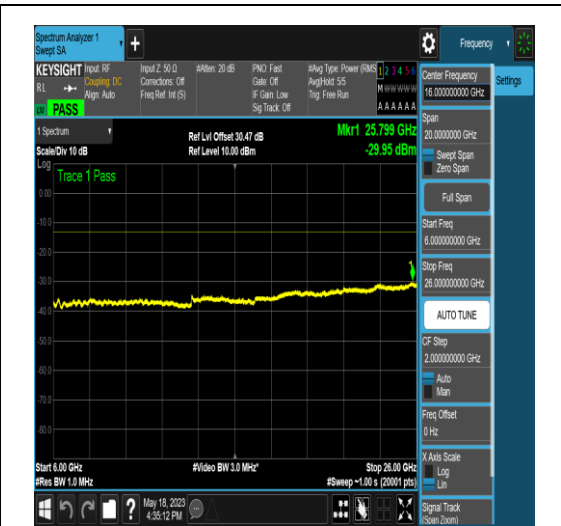 Spectrum Analyzer 1
Swept SA
+
Frequency
KEYSIGHT
Input: RF
Coupling: DC
Align: Auto
RL
PASS
Input Z: 50 Ω
Corrections: Off
Freq Ref: Int (S)
#Atten: 20 dB
PNO: Fast
Gate: Off
IF Gain: Low
Sig Track: Off
#Avg Type: Power (RMS
Avg|Hold: 5/5
Trig: Free Run
1 2 3 4 5 6
M W W W W W
A A A A A A
1 Spectrum
Scale/Div 10 dB
Ref Lvl Offset 30.47 dB
Ref Level 10.00 dBm
Mkr1 25.799 GHz
-29.95 dBm
Log
Trace 1 Pass
0.00
-10.0
-20.0
-30.0
-40.0
-50.0
-60.0
-70.0
-80.0
1
Start 6.00 GHz
#Res BW 1.0 MHz
#Video BW 3.0 MHz*
Stop 26.00 GHz
#Sweep ~1.00 s (20001 pts)
?
May 18, 2023
4:35:12 PM
Center Frequency
16.000000000 GHz
Settings
Span
20.0000000 GHz
Swept Span
Zero Span
Full Span
Start Freq
6.000000000 GHz
Stop Freq
26.000000000 GHz
AUTO TUNE
CF Step
2.000000000 GHz
Auto
Man
Freq Offset
0 Hz
X Axis Scale
Log
Lin
Signal Track
(Span Zoom)